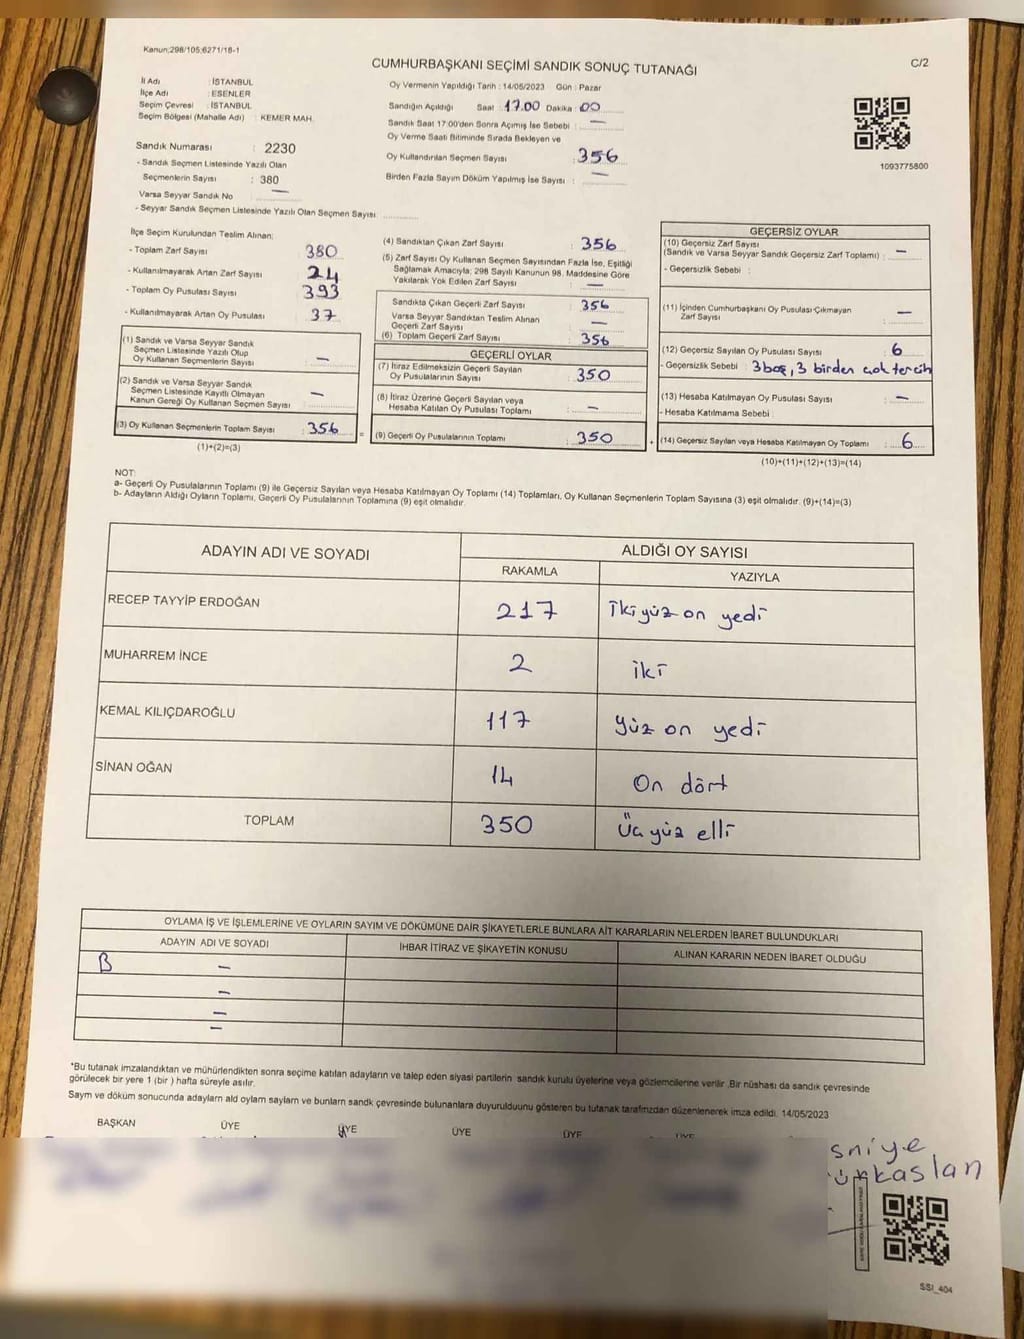 Kanun;298/105;6271/18-1
CUMHURBAŞKANI SEÇİMİ SANDIK SONUÇ TUTANAĞI
C/2
İl Adı : İSTANBUL
İlçe Adı : ESENLER
Seçim Çevresi : İSTANBUL
Seçim Bölgesi (Mahalle Adı) : KEMER MAH.
Sandık Numarası : 2230
- Sandık Seçmen Listesinde Yazılı Olan
Seçmenlerin Sayısı : 380
Varsa Seyyar Sandık No —
- Seyyar Sandık Seçmen Listesinde Yazılı Olan Seçmen Sayısı
Oy Vermenin Yapıldığı Tarih : 14/05/2023 Gün : Pazar
Sandığın Açıldığı Saat : 17.00 Dakika : 00
Sandık Saat 17:00'den Sonra Açımış İse Sebebi : —
Oy Verme Saati Bitiminde Sırada Bekleyen ve
Oy Kullandırılan Seçmen Sayısı : 356
Birden Fazla Sayım Döküm Yapılmış İse Sayısı : —
1093775800
İlçe Seçim Kurulundan Teslim Alınan;
- Toplam Zarf Sayısı : 380
- Kullanılmayarak Artan Zarf Sayısı : 24
- Toplam Oy Pusulası Sayısı : 393
- Kullanılmayarak Artan Oy Pusulası : 37
(1) Sandık ve Varsa Seyyar Sandık
Seçmen Listesinde Yazılı Olup
Oy Kullanan Seçmenlerin Sayısı : —
(2) Sandık ve Varsa Seyyar Sandık
Seçmen Listesinde Kayıtlı Olmayan
Kanun Gereği Oy Kullanan Seçmen Sayısı : —
(3) Oy Kullanan Seçmenlerin Toplam Sayısı : 356
(1)+(2)=(3)
(4) Sandıktan Çıkan Zarf Sayısı : 356
(5) Zarf Sayısı Oy Kullanan Seçmen Sayısından Fazla İse, Eşitliği
Sağlamak Amacıyla; 298 Sayılı Kanunun 98. Maddesine Göre
Yakılarak Yok Edilen Zarf Sayısı : —
Sandıkta Çıkan Geçerli Zarf Sayısı : 356
Varsa Seyyar Sandıktan Teslim Alınan
Geçerli Zarf Sayısı : —
(6) Toplam Geçerli Zarf Sayısı : 356
GEÇERLİ OYLAR
(7) İtiraz Edilmeksizin Geçerli Sayılan
Oy Pusulalarının Sayısı : 350
(8) İtiraz Üzerine Geçerli Sayılan veya
Hesaba Katılan Oy Pusulası Toplamı : —
(9) Geçerli Oy Pusulalarının Toplamı : 350
GEÇERSİZ OYLAR
(10) Geçersiz Zarf Sayısı
(Sandık ve Varsa Seyyar Sandık Geçersiz Zarf Toplamı) : —
- Geçersizlik Sebebi :
(11) İçinden Cumhurbaşkanı Oy Pusulası Çıkmayan
Zarf Sayısı : —
(12) Geçersiz Sayılan Oy Pusulası Sayısı : 6
- Geçersizlik Sebebi : 3 boş, 3 birden çok tercih
(13) Hesaba Katılmayan Oy Pusulası Sayısı : —
- Hesaba Katılmama Sebebi :
(14) Geçersiz Sayılan veya Hesaba Katılmayan Oy Toplamı : 6
(10)+(11)+(12)+(13)=(14)
NOT:
a- Geçerli Oy Pusulalarının Toplamı (9) ile Geçersiz Sayılan veya Hesaba Katılmayan Oy Toplamı (14) Toplamları, Oy Kullanan Seçmenlerin Toplam Sayısına (3) eşit olmalıdır. (9)+(14)=(3)
b- Adayların Aldığı Oyların Toplamı, Geçerli Oy Pusulalarının Toplamına (9) eşit olmalıdır.
ADAYIN ADI VE SOYADI ALDIĞI OY SAYISI
RAKAMLA YAZIYLA
RECEP TAYYİP ERDOĞAN 217 İkiyüz on yedi
MUHARREM İNCE 2 iki
KEMAL KILIÇDAROĞLU 117 yüz on yedi
SİNAN OĞAN 14 On dört
TOPLAM 350 Üçyüz elli
OYLAMA İŞ VE İŞLEMLERİNE VE OYLARIN SAYIM VE DÖKÜMÜNE DAİR ŞİKAYETLERLE BUNLARA AİT KARARLARIN NELERDEN İBARET BULUNDUKLARI
ADAYIN ADI VE SOYADI İHBAR İTİRAZ VE ŞİKAYETİN KONUSU ALINAN KARARIN NEDEN İBARET OLDUĞU
B —
—
—
—
*Bu tutanak imzalandıktan ve mühürlendikten sonra seçime katılan adayların ve talep eden siyasi partilerin sandık kurulu üyelerine veya gözlemcilerine verilir .Bir nüshası da sandık çevresinde
görülecek bir yere 1 (bir ) hafta süreyle asılır.
Saym ve döküm sonucunda adaylarn ald oylam saylarn ve bunlarn sandk çevresinde bulunanlara duyurulduunu gösteren bu tutanak tarafmzdan düzenlenerek imza edildi. 14/05/2023
BAŞKAN ÜYE ÜYE ÜYE ÜYE ÜYE
SSI_404